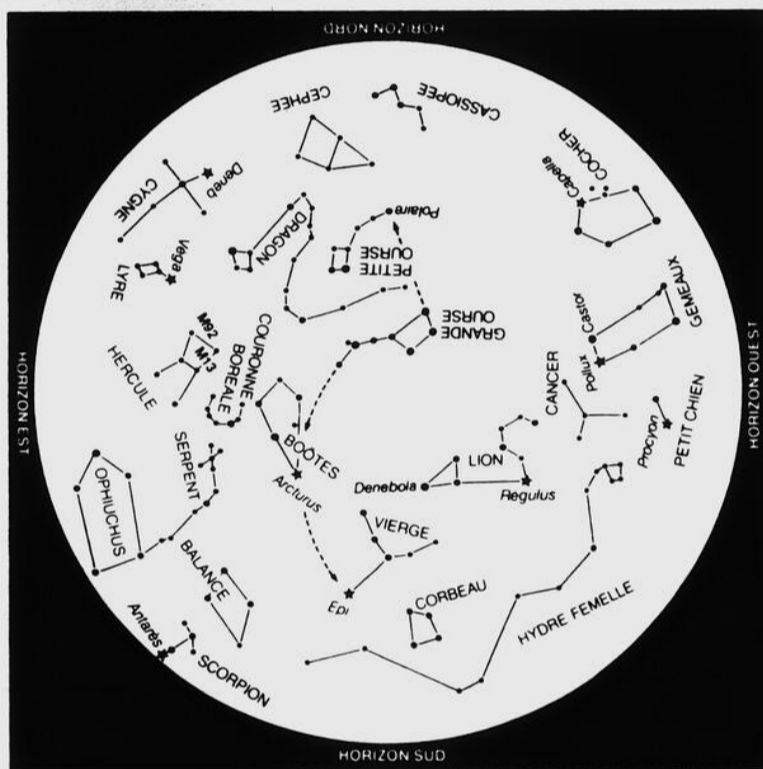 HORIZON NORD
CASSIOPEE
CEPHEE
COCHER
Capella
Deneb
CYGNE
Polaire
DRAGON
PETITE
OURSE
Vega
LYRE
GEMEAUX
Castor
Pollux
GRANDE
OURSE
M92
M13
HERCULE
COURONNE
BOREALE
HORIZON EST
HORIZON OUEST
CANCER
PETIT CHIEN
Procyon
BOÖTES
Arcturus
LION
Denebola
Regulus
SERPENT
OPHIUCHUS
VIERGE
BALANCE
Epi
CORBEAU
HYDRE FEMELLE
Antarès
SCORPION
HORIZON SUD